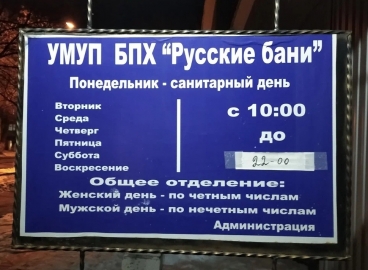 УМУП БПХ "Русские бани"
Понедельник - санитарный день
Вторник
Среда
Четверг
Пятница
Суббота
Воскресение
с 10:00
до
22-00
Общее отделение:
Женский день - по четным числам
Мужской день - по нечетным числам
Администрация